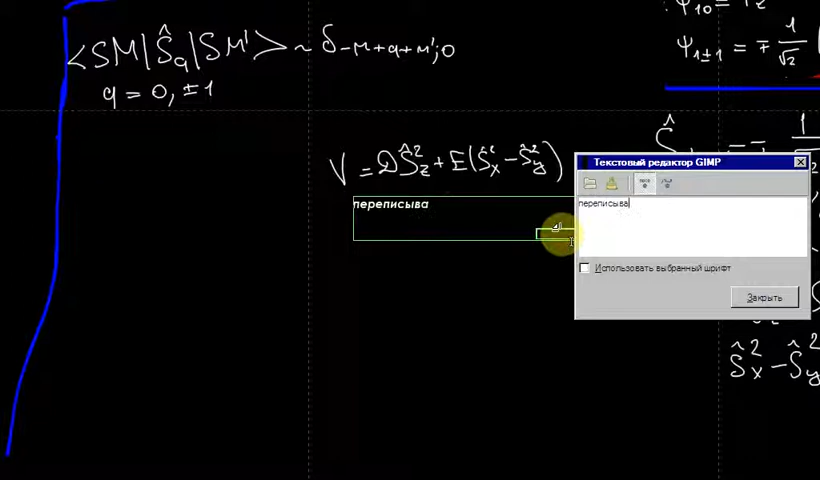 <SM|Ŝq|SM'> ~ δ-M+q+M';0
q = 0, ±1
Ψ10 =
Ψ1±1 = ∓ 1/√2
V = DŜz² + E(Ŝx² - Ŝy²)
переписыва
Текстовый редактор GIMP
переписыва
Использовать выбранный шрифт
Закрыть
Ŝx² - Ŝy